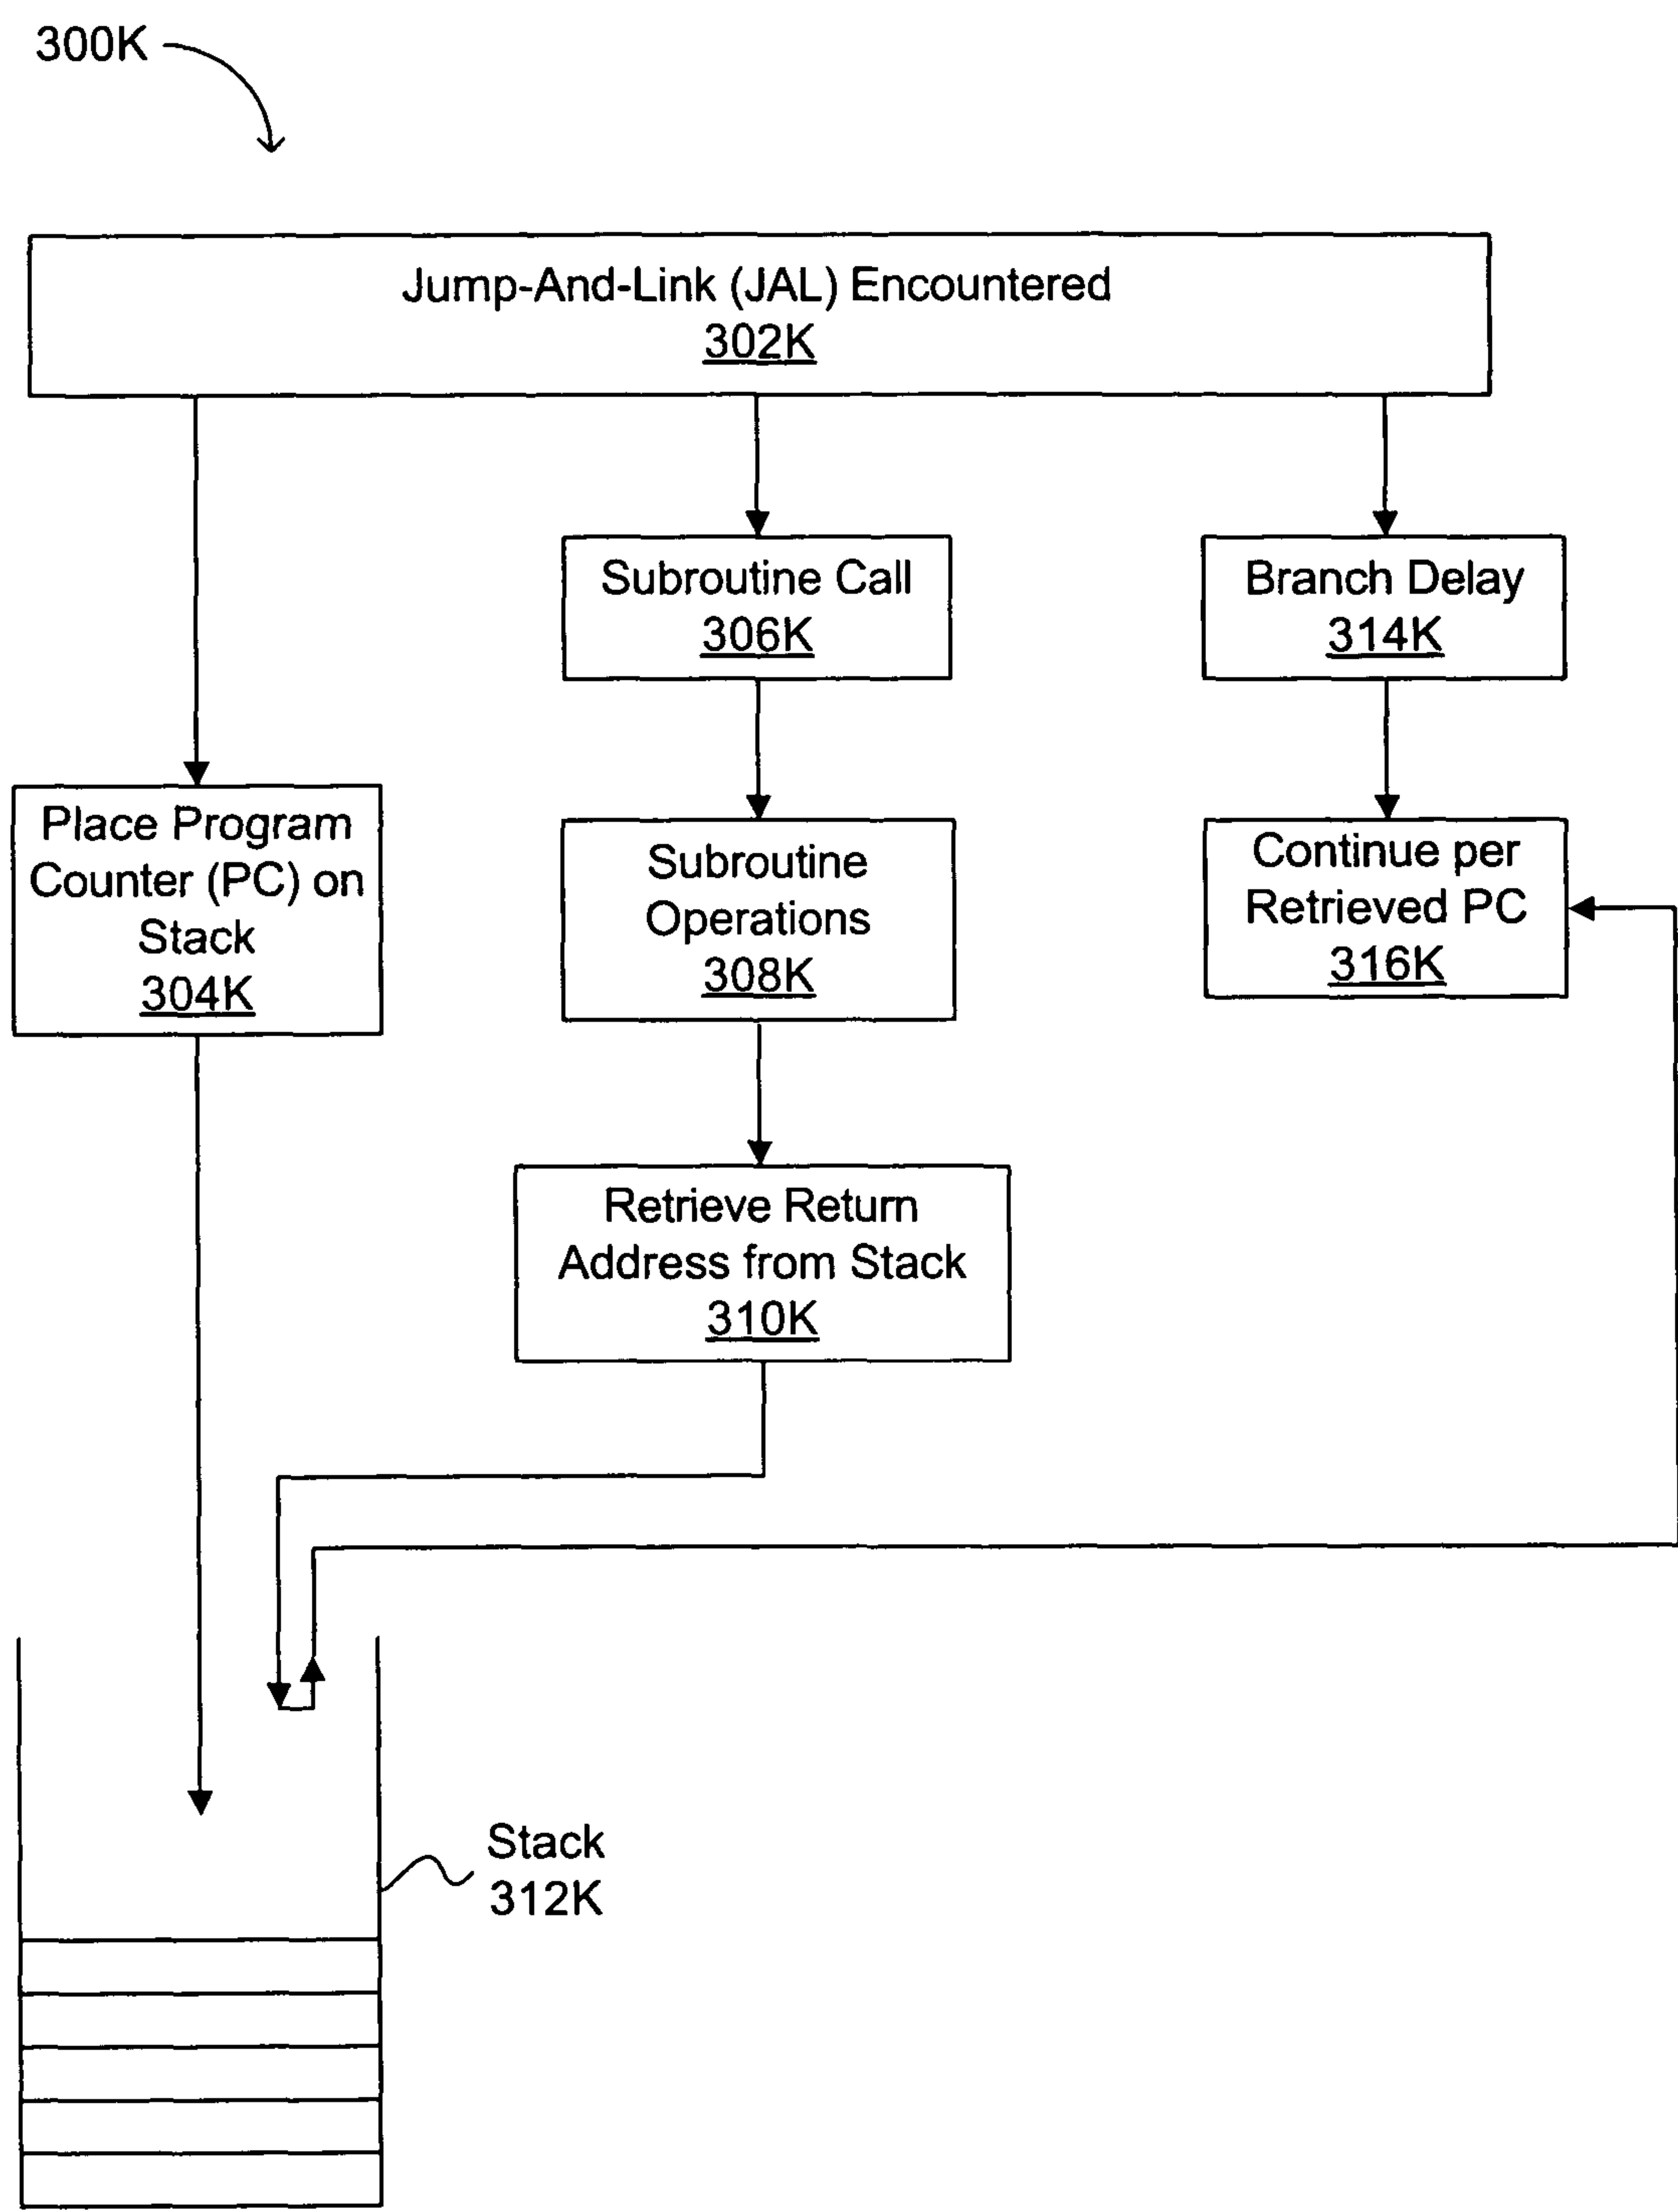 300K
Jump-And-Link (JAL) Encountered
302K
Subroutine Call
306K
Branch Delay
314K
Place Program
Counter (PC) on
Stack
304K
Subroutine
Operations
308K
Continue per
Retrieved PC
316K
Retrieve Return
Address from Stack
310K
Stack
312K